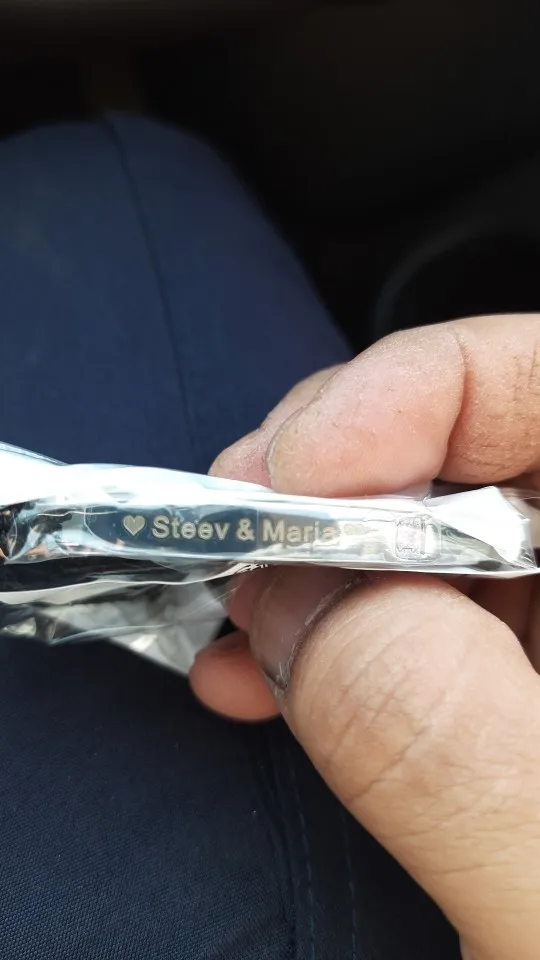 ♥ Steev & Maria ♥